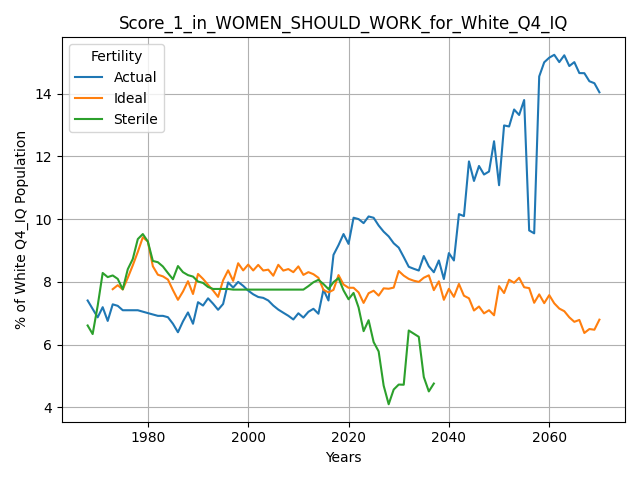 Score_1_in_WOMEN_SHOULD_WORK_for_White_Q4_IQ
Fertility
Actual
Ideal
Sterile
% of White Q4_IQ Population
14
12
10
8
6
4
1980
2000
2020
2040
2060
Years